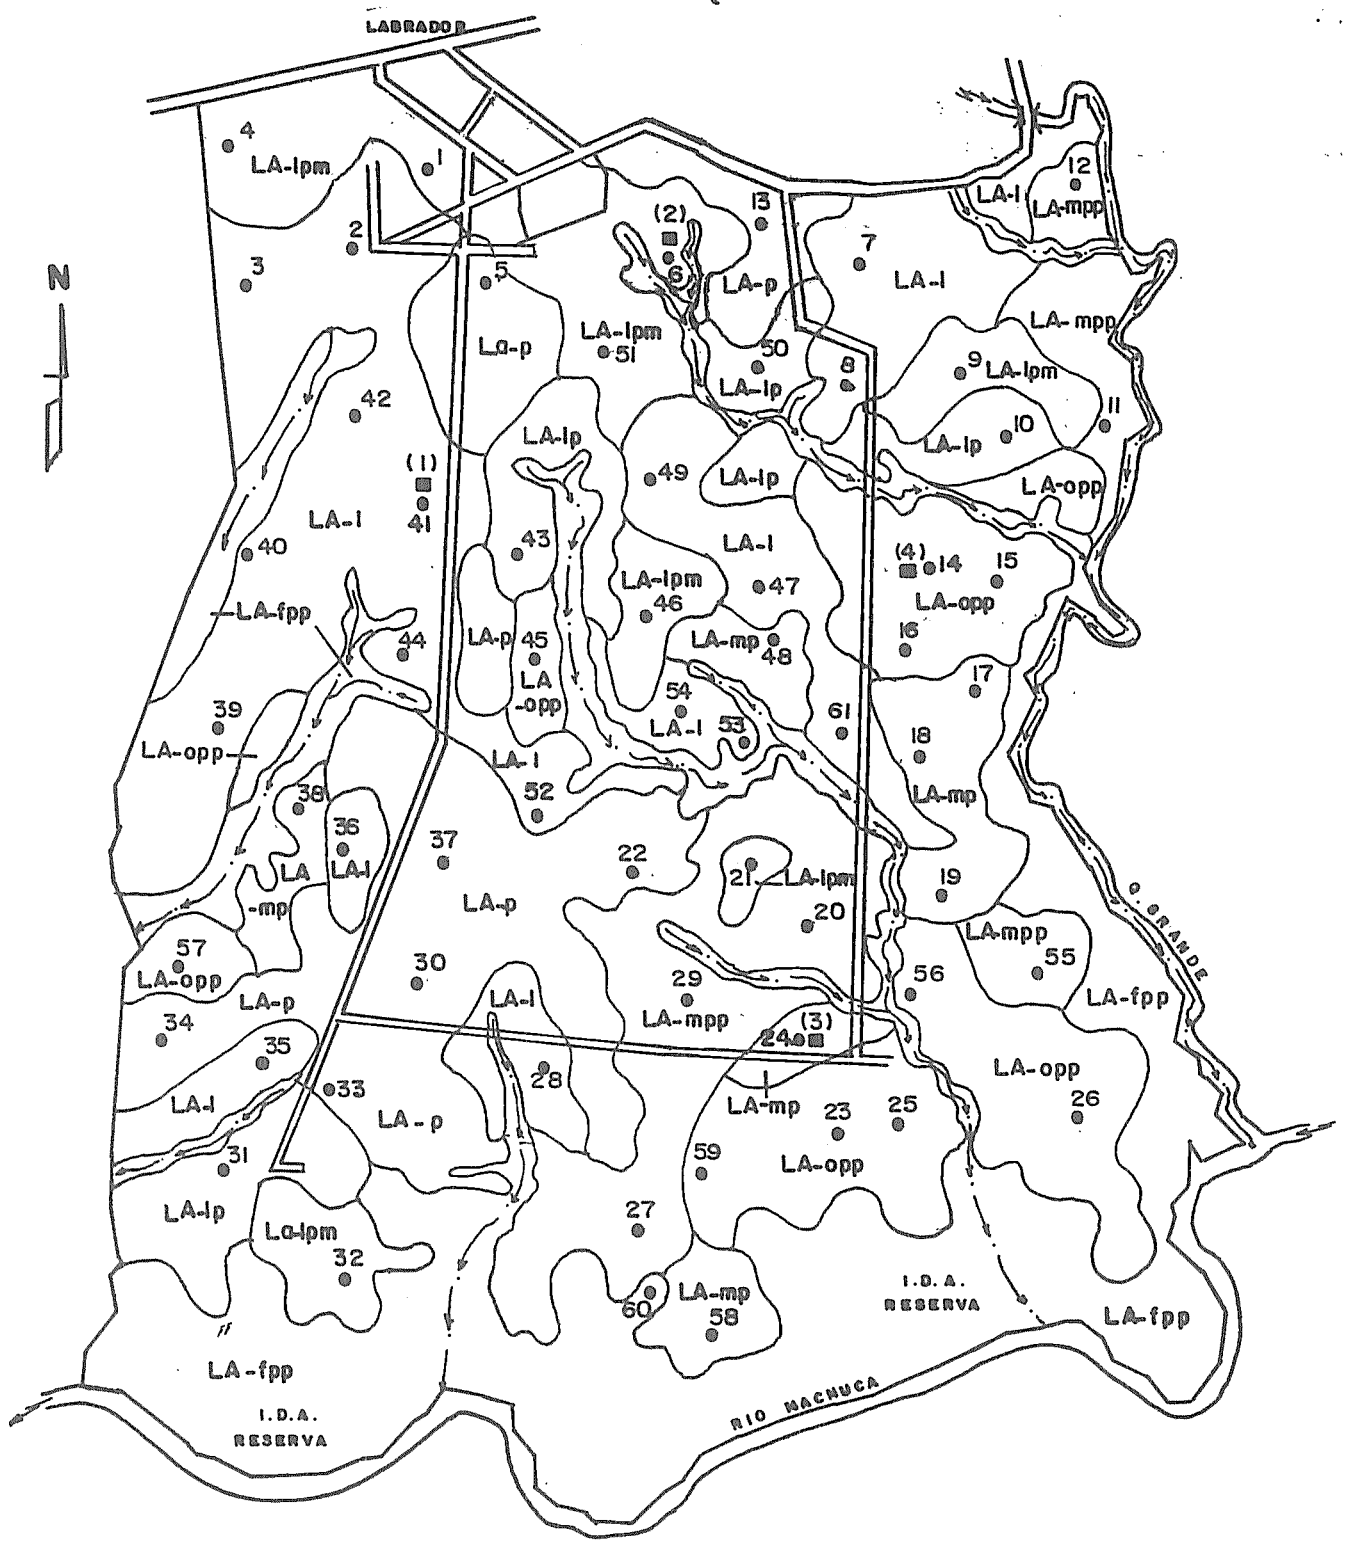 LABRADOR
4
LA-lpm
1
12
LA-l
LA-mpp
13
(2)
2
7
6
3
5
LA-p
LA-l
N
LA-lpm
51
La-p
LA-mpp
50
8
9
LA-lpm
LA-lp
42
11
10
LA-lp
LA-lp
(1)
49
LA-lp
LA-opp
41
LA-l
43
LA-l
40
(4)
14
15
LA-lpm
47
LA-opp
46
LA-fpp
LA-p
45
LA-mp
48
16
44
LA
-opp
17
54
39
LA-l
53
61
18
LA-opp
LA-l
38
52
LA-mp
36
37
22
21
LA-lpm
LA
-mp
LA-l
19
Q. GRANDE
LA-p
20
LA-mpp
57
LA-opp
55
30
56
29
LA-p
LA-l
LA-fpp
LA-mpp
34
24
(3)
35
28
LA-opp
33
LA-l
LA-mp
LA-p
23
25
26
31
59
LA-opp
LA-lp
La-lpm
27
32
I.D.A.
RESERVA
60
LA-mp
58
LA-fpp
LA-fpp
RIO MACHUCA
I.D.A.
RESERVA